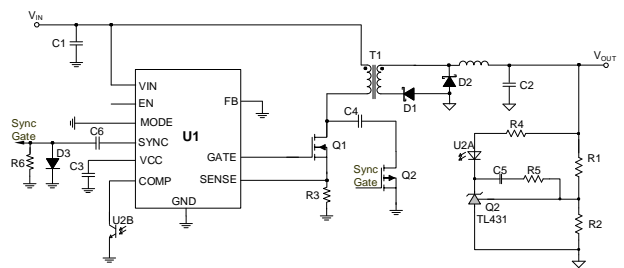 VIN
C1
T1
VOUT
D2
C2
D1
VIN
EN
MODE
SYNC
VCC
COMP
U1
FB
GATE
SENSE
GND
Sync
Gate
R6
D3
C6
C3
U2B
C4
Q1
R3
Sync
Gate
Q2
R4
U2A
C5
R5
R1
Q2
TL431
R2